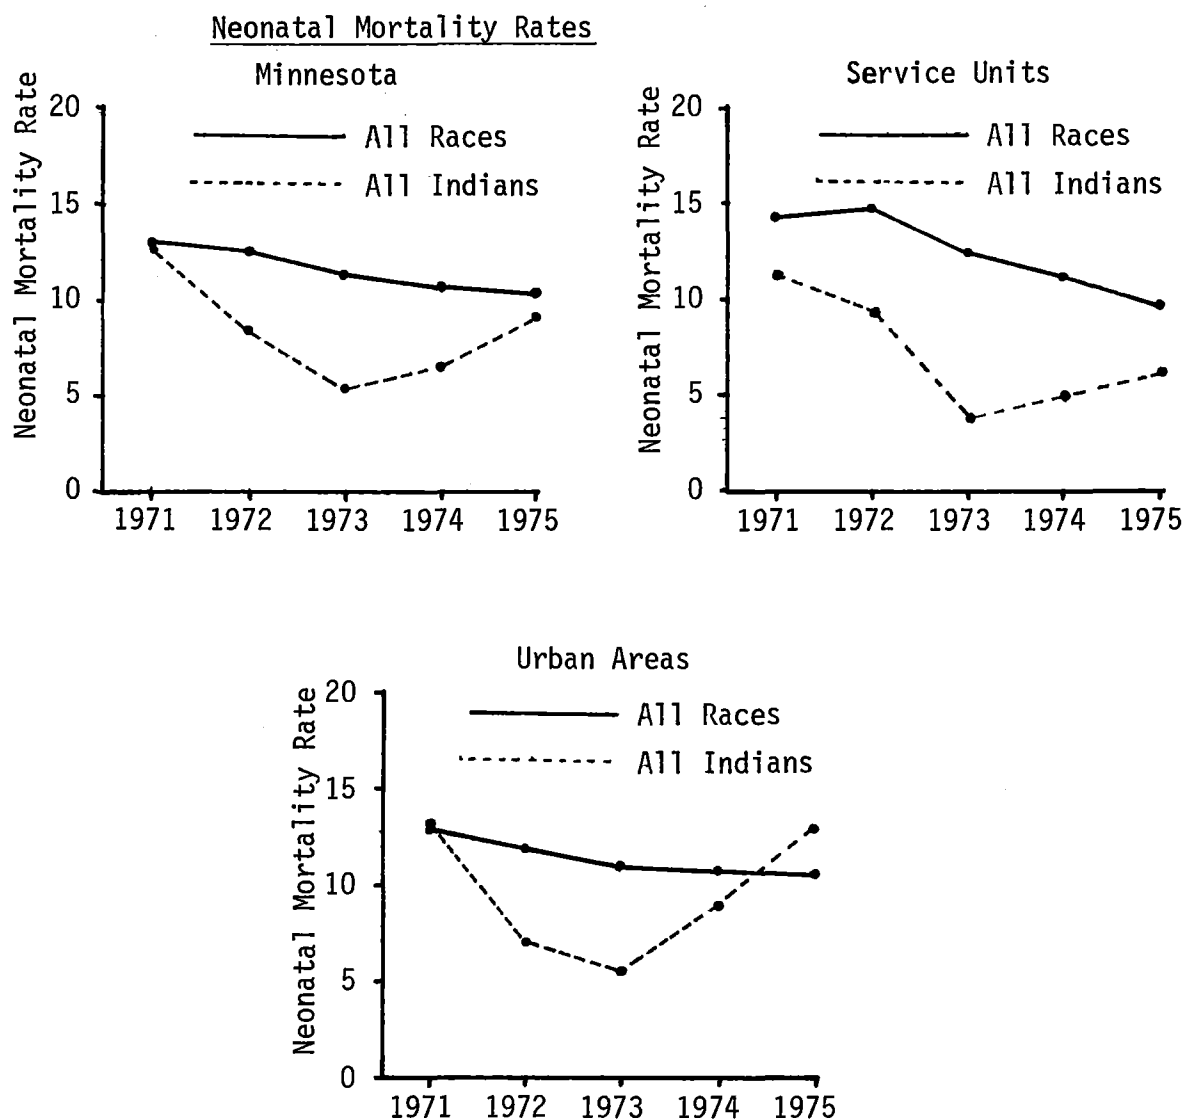 Neonatal Mortality Rates
Minnesota
Neonatal Mortality Rate
20
15
10
5
0
All Races
All Indians
1971 1972 1973 1974 1975
Service Units
Neonatal Mortality Rate
20
15
10
5
0
All Races
All Indians
1971 1972 1973 1974 1975
Urban Areas
Neonatal Mortality Rate
20
15
10
5
0
All Races
All Indians
1971 1972 1973 1974 1975